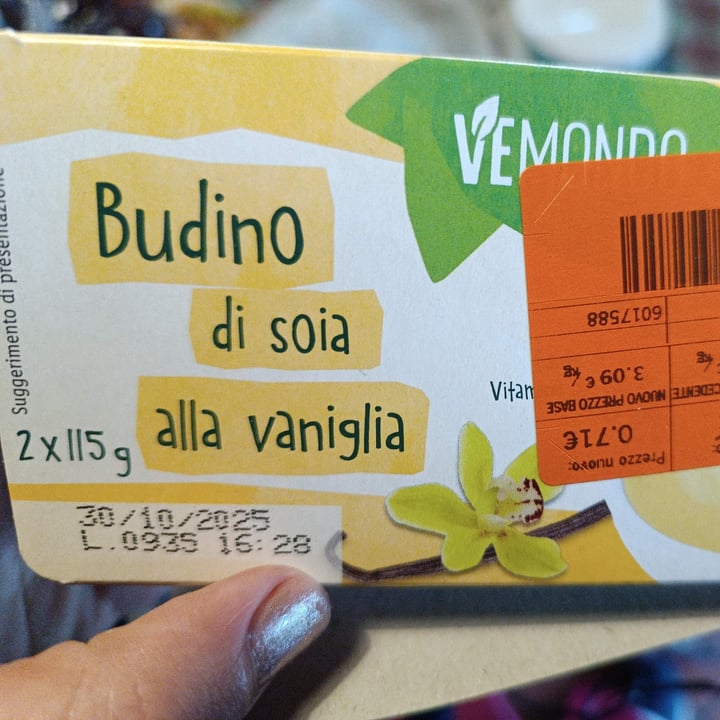 VEMONDO
Budino
di soia
alla vaniglia
2 x 115 g
Suggerimento di presentazione
30/10/2025
L.0935 16:28
6017588
3.09 € /kg
NUOVO PREZZO BASE
0.71€
Prezzo nuovo: